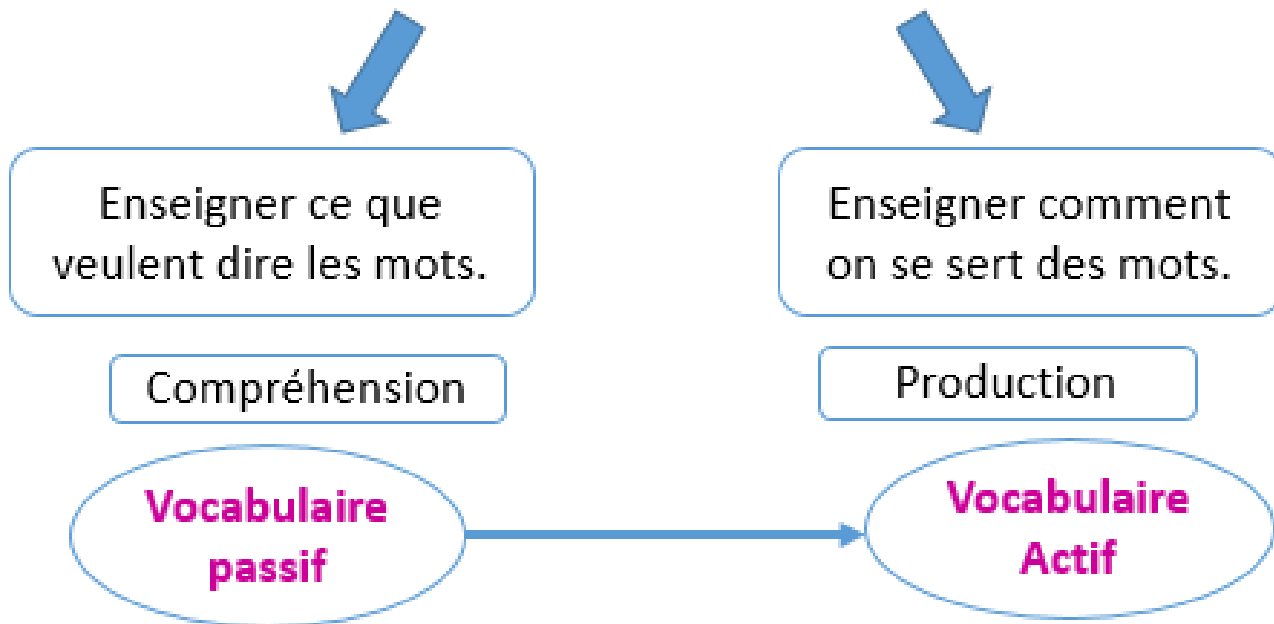 Enseigner ce que
veulent dire les mots.
Enseigner comment
on se sert des mots.
Compréhension
Production
Vocabulaire
passif
Vocabulaire
Actif